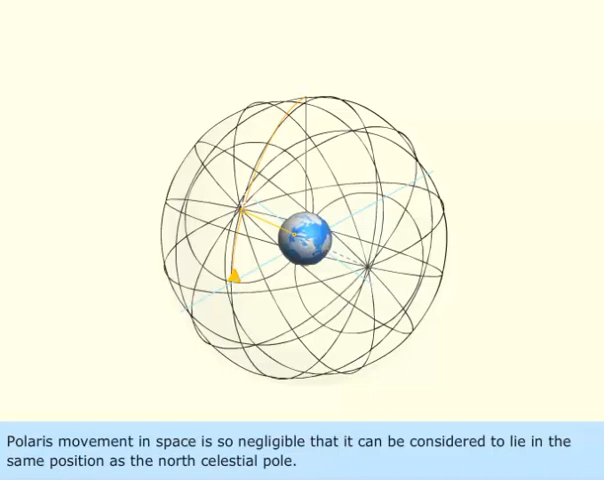 Polaris movement in space is so negligible that it can be considered to lie in the
same position as the north celestial pole.